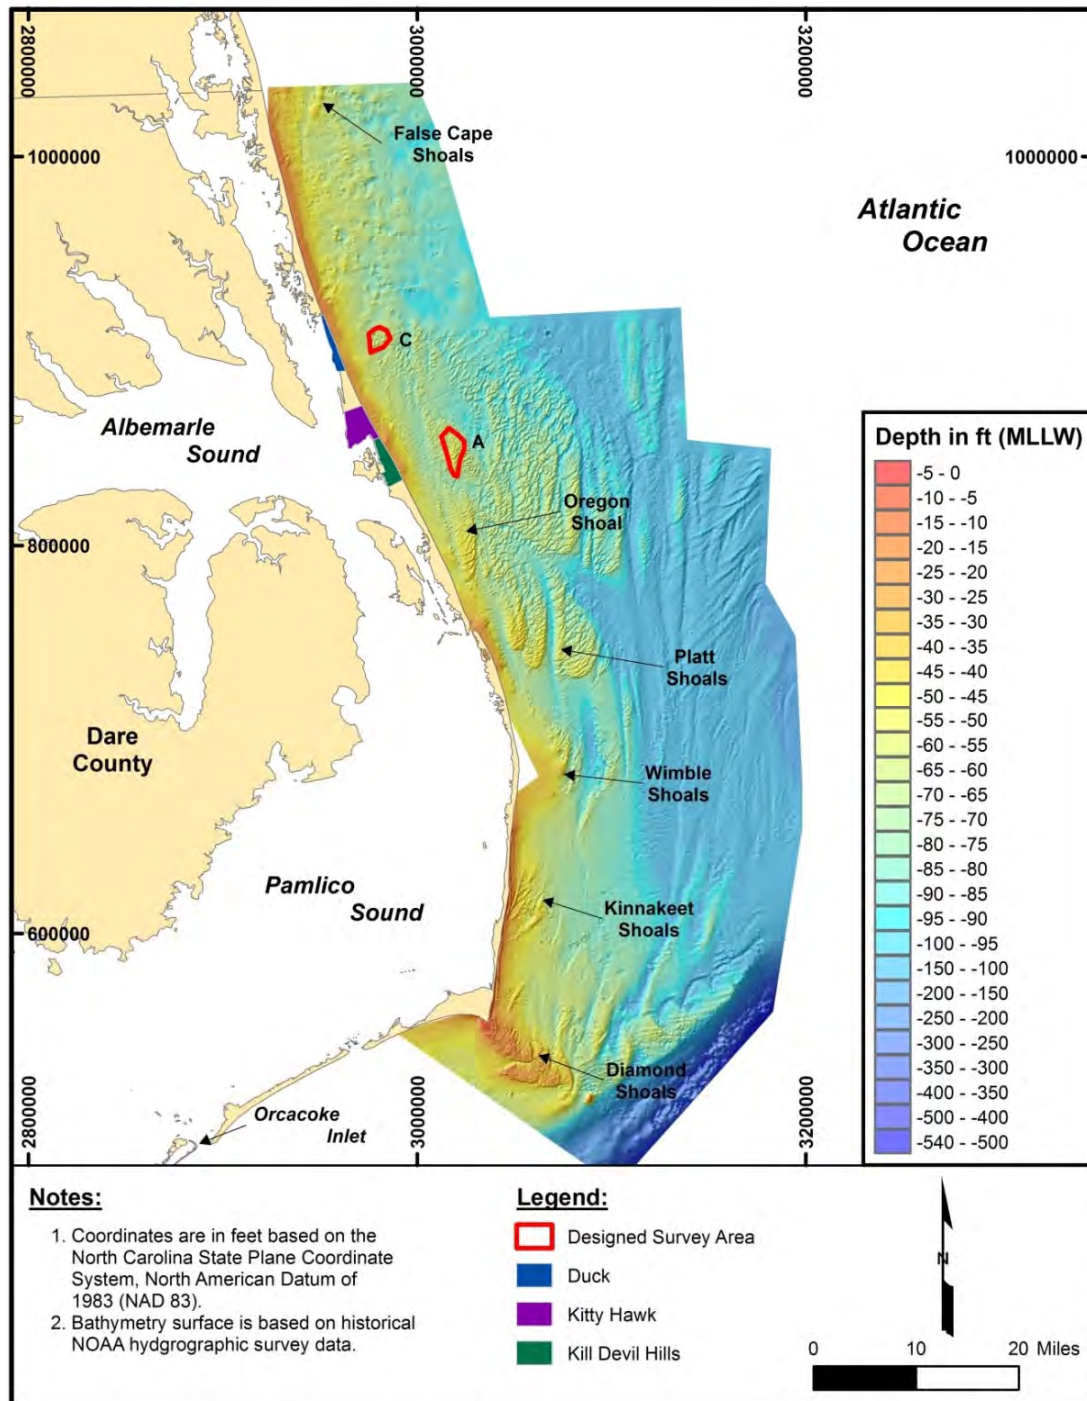 2800000
3000000
3200000
False Cape
Shoals
1000000
1000000
Atlantic
Ocean
C
Albemarle
Sound
A
Oregon
Shoal
800000
Platt
Shoals
Dare
County
Wimble
Shoals
Pamlico
Sound
Kinnakeet
Shoals
600000
Diamond
Shoals
Orcacoke
Inlet
2800000
3000000
3200000
Depth in ft (MLLW)
-5 - 0
-10 - -5
-15 - -10
-20 - -15
-25 - -20
-30 - -25
-35 - -30
-40 - -35
-45 - -40
-50 - -45
-55 - -50
-60 - -55
-65 - -60
-70 - -65
-75 - -70
-80 - -75
-85 - -80
-90 - -85
-95 - -90
-100 - -95
-150 - -100
-200 - -150
-250 - -200
-300 - -250
-350 - -300
-400 - -350
-500 - -400
-540 - -500
Notes:
1. Coordinates are in feet based on the
North Carolina State Plane Coordinate
System, North American Datum of
1983 (NAD 83).
2. Bathymetry surface is based on historical
NOAA hydgrographic survey data.
Legend:
Designed Survey Area
Duck
Kitty Hawk
Kill Devil Hills
N
0 10 20 Miles